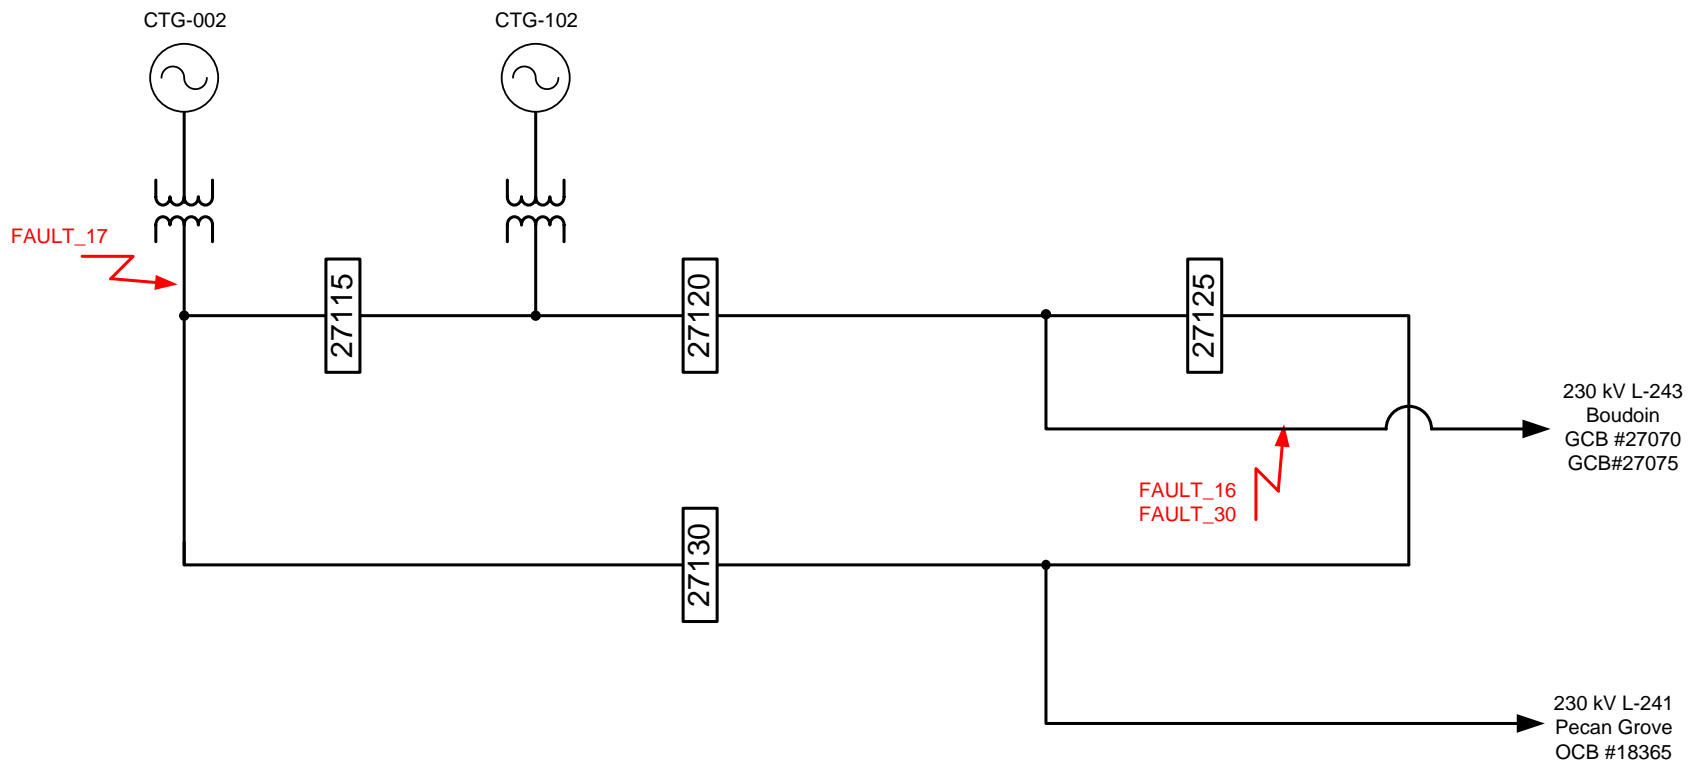 CTG-002
CTG-102
FAULT_17
27115
27120
27125
230 kV L-243
Boudoin
GCB #27070
GCB#27075
FAULT_16
FAULT_30
27130
230 kV L-241
Pecan Grove
OCB #18365